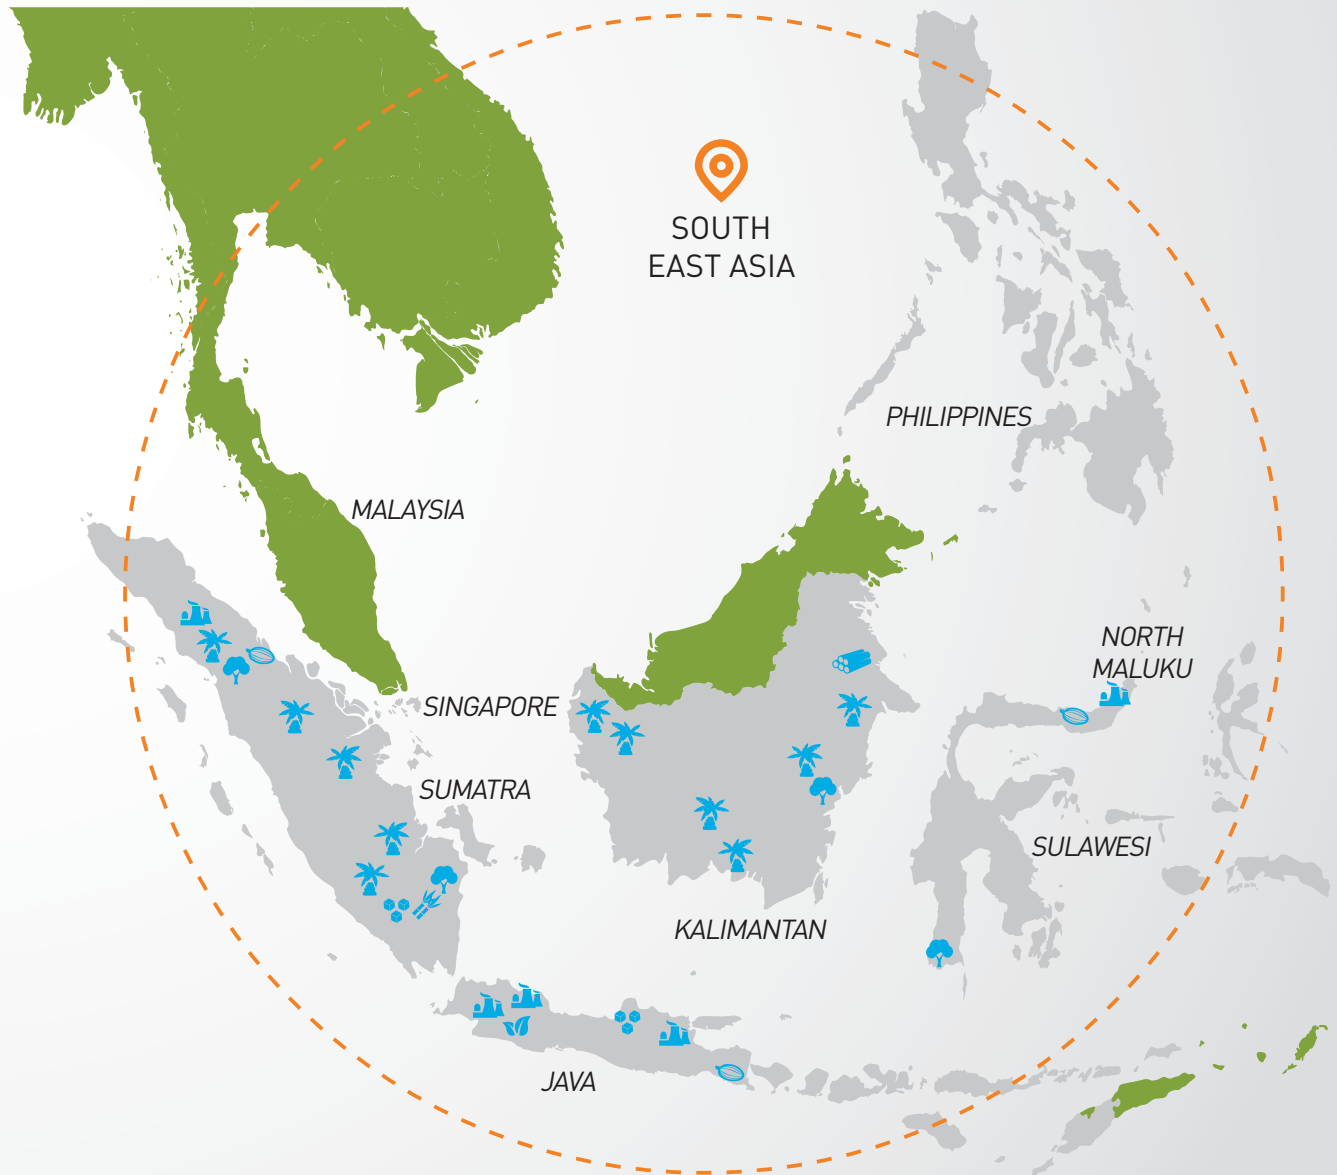 SOUTH
EAST ASIA
PHILIPPINES
MALAYSIA
NORTH
MALUKU
SINGAPORE
SUMATRA
SULAWESI
KALIMANTAN
JAVA